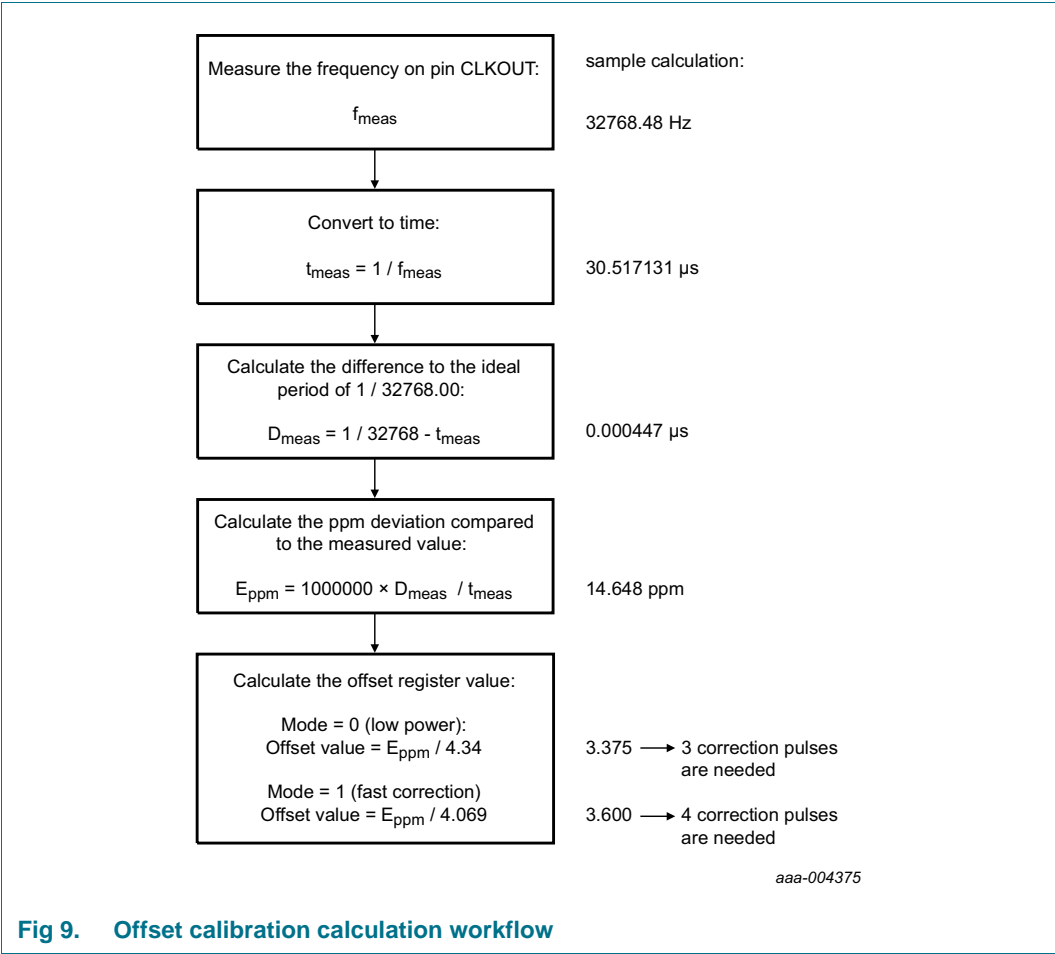 Measure the frequency on pin CLKOUT:
fmeas
sample calculation:
32768.48 Hz
Convert to time:
tmeas = 1 / fmeas
30.517131 μs
Calculate the difference to the ideal
period of 1 / 32768.00:
Dmeas = 1 / 32768 - tmeas
0.000447 μs
Calculate the ppm deviation compared
to the measured value:
Eppm = 1000000 × Dmeas / tmeas
14.648 ppm
Calculate the offset register value:
Mode = 0 (low power):
Offset value = Eppm / 4.34
3.375 → 3 correction pulses
are needed
Mode = 1 (fast correction)
Offset value = Eppm / 4.069
3.600 → 4 correction pulses
are needed
aaa-004375
Fig 9. Offset calibration calculation workflow